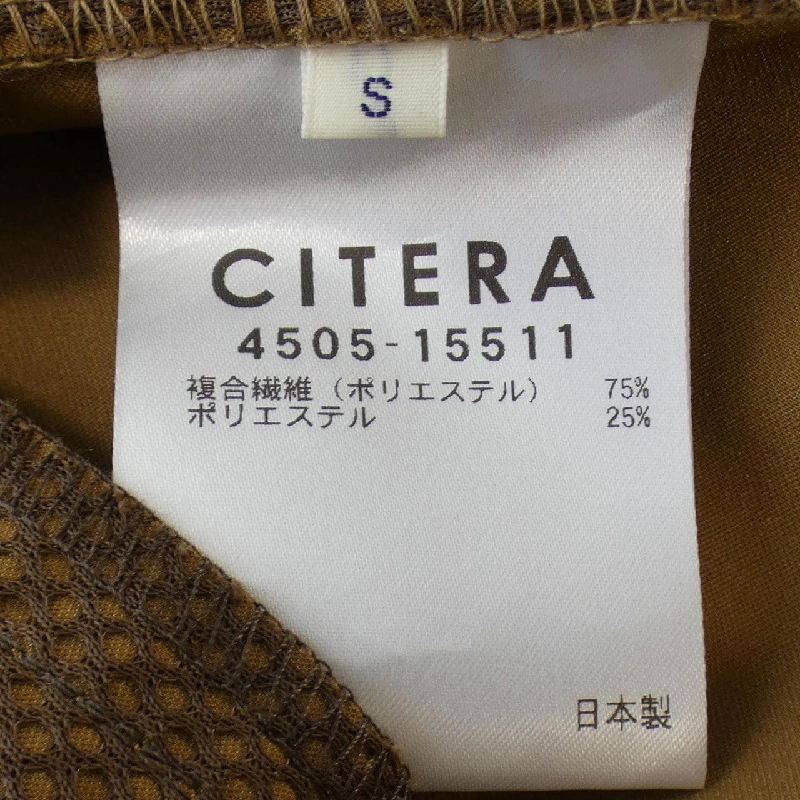 S
CITERA
4505-15511
複合繊維（ポリエステル） 75%
ポリエステル 25%
日本製